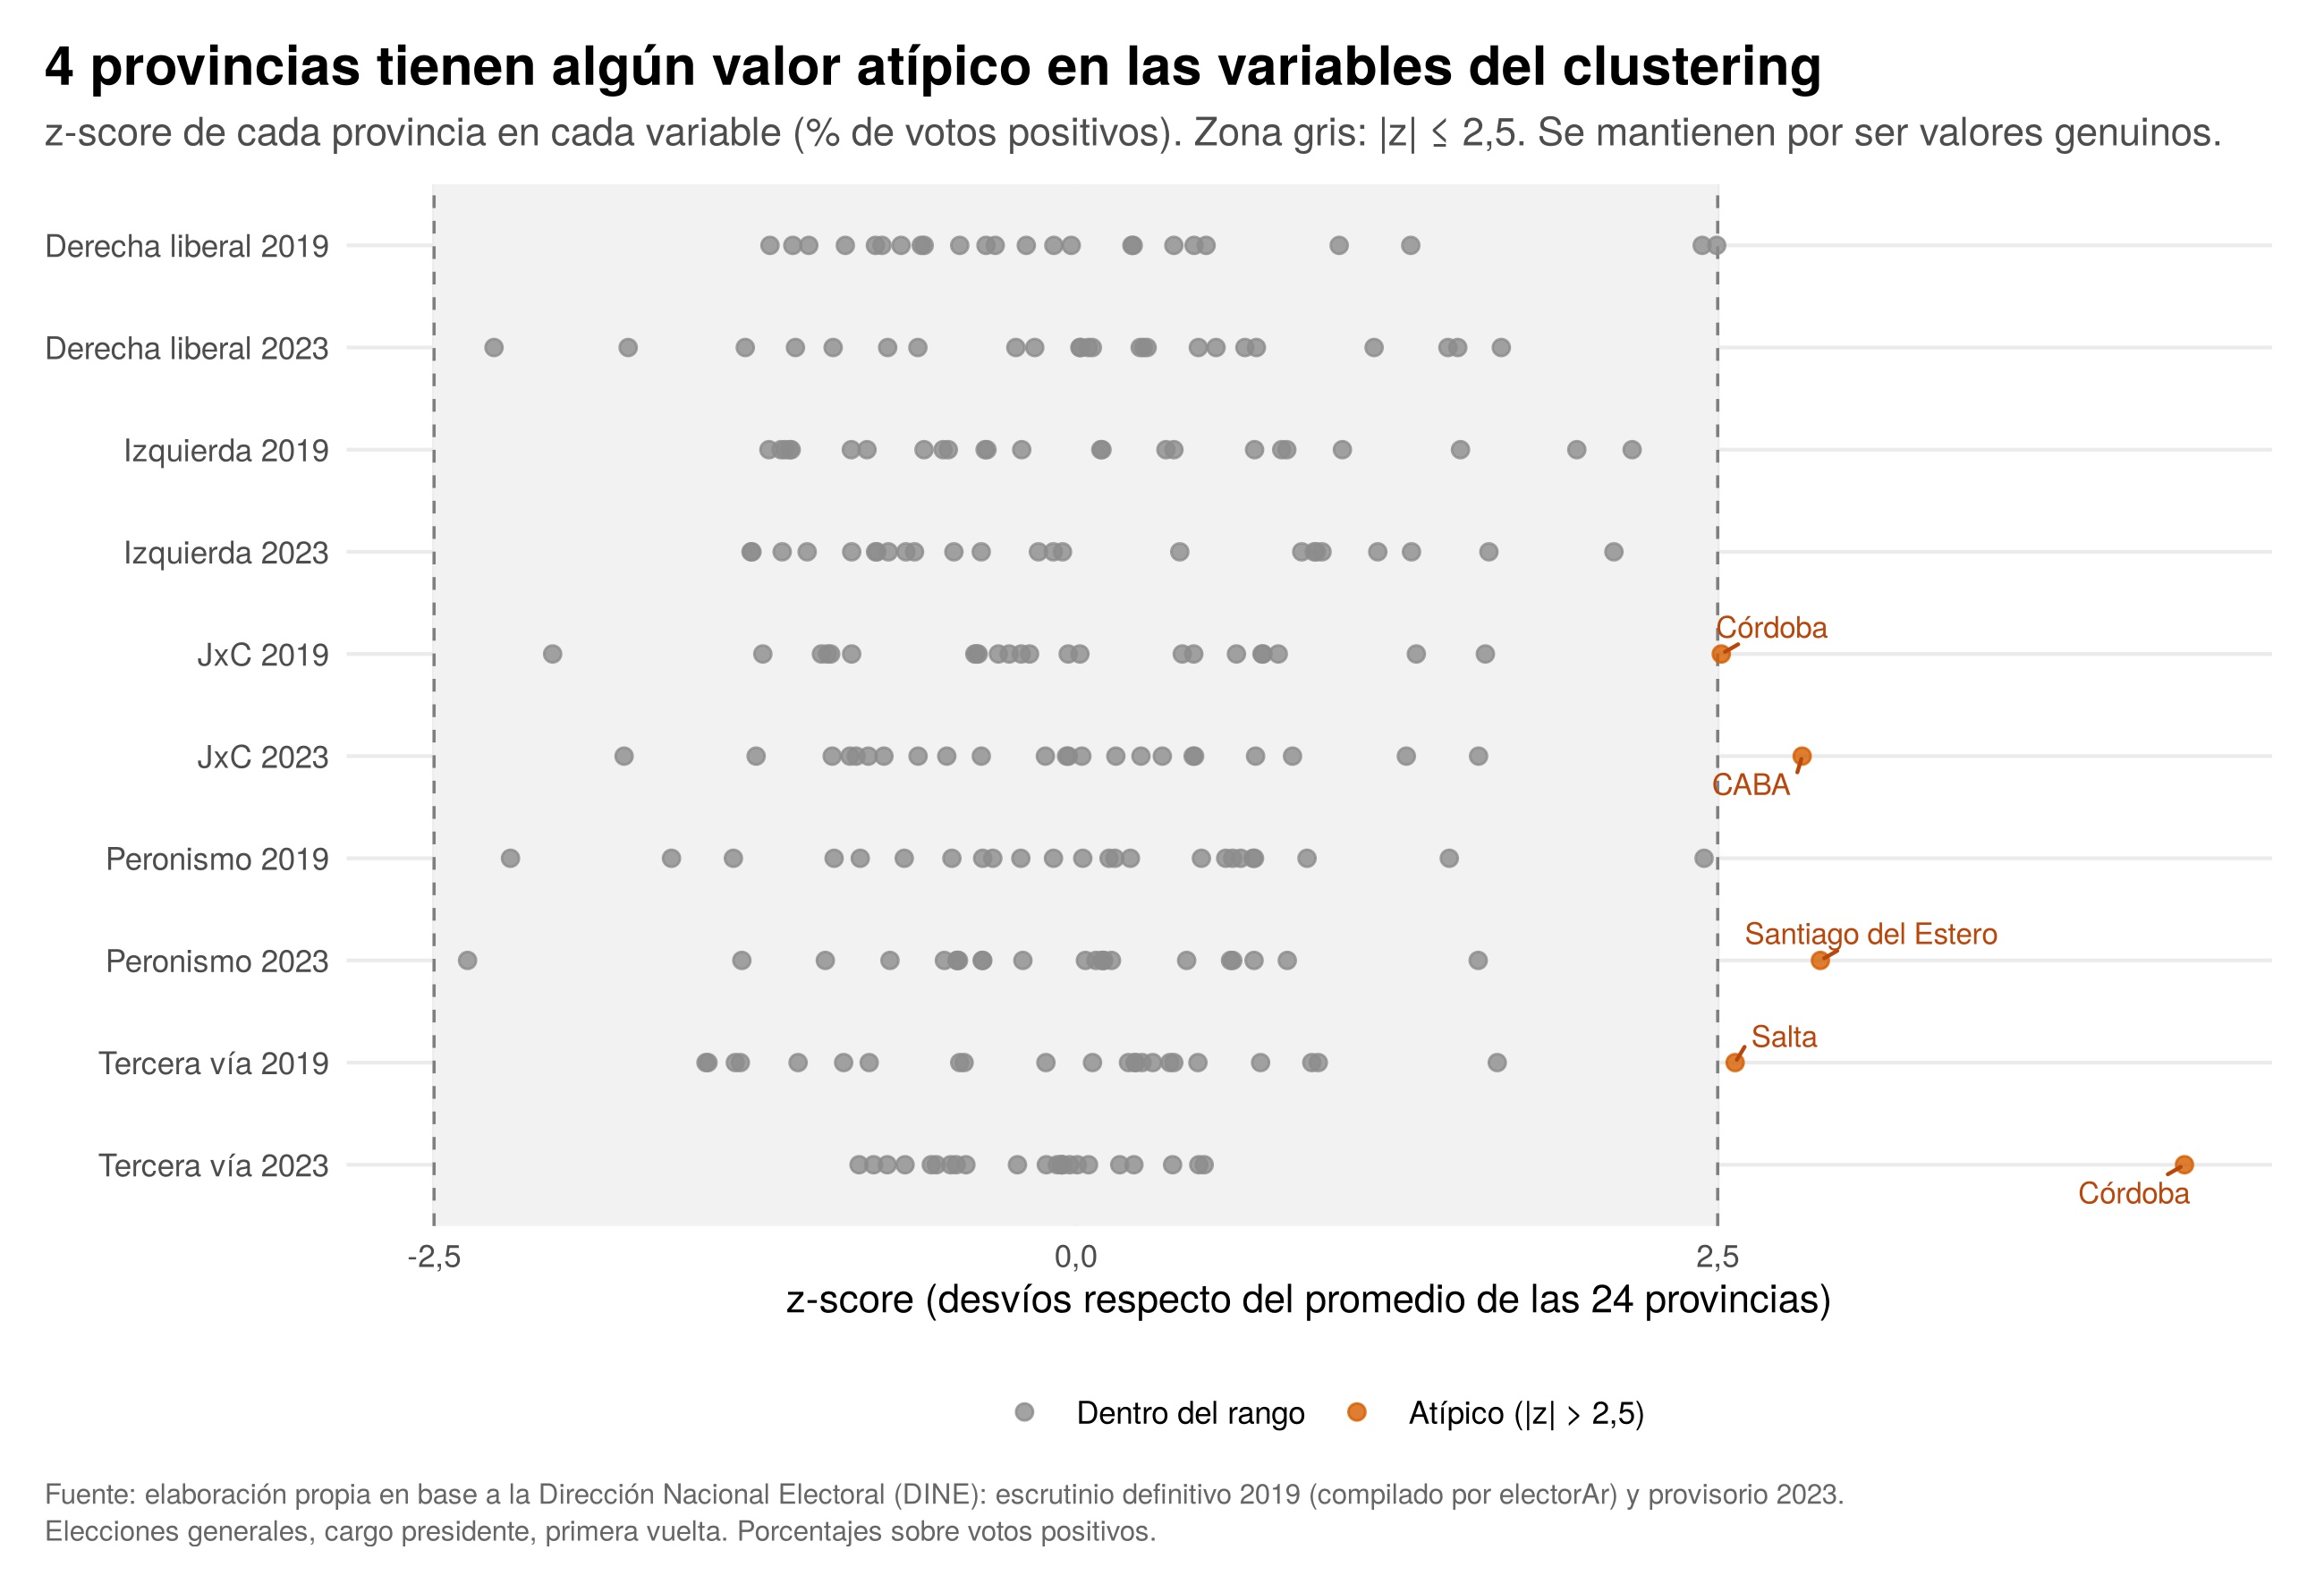 4 provincias tienen algún valor atípico en las variables del clustering
z-score de cada provincia en cada variable (% de votos positivos). Zona gris: |z| ≤ 2,5. Se mantienen por ser valores genuinos.
Derecha liberal 2019
Derecha liberal 2023
Izquierda 2019
Izquierda 2023
Córdoba
JxC 2019
JxC 2023
CABA
Peronismo 2019
Santiago del Estero
Peronismo 2023
Salta
Tercera vía 2019
Tercera vía 2023
Córdoba
-2,5 0,0 2,5
z-score (desvíos respecto del promedio de las 24 provincias)
Dentro del rango Atípico (|z| > 2,5)
Fuente: elaboración propia en base a la Dirección Nacional Electoral (DINE): escrutinio definitivo 2019 (compilado por electorAr) y provisorio 2023.
Elecciones generales, cargo presidente, primera vuelta. Porcentajes sobre votos positivos.